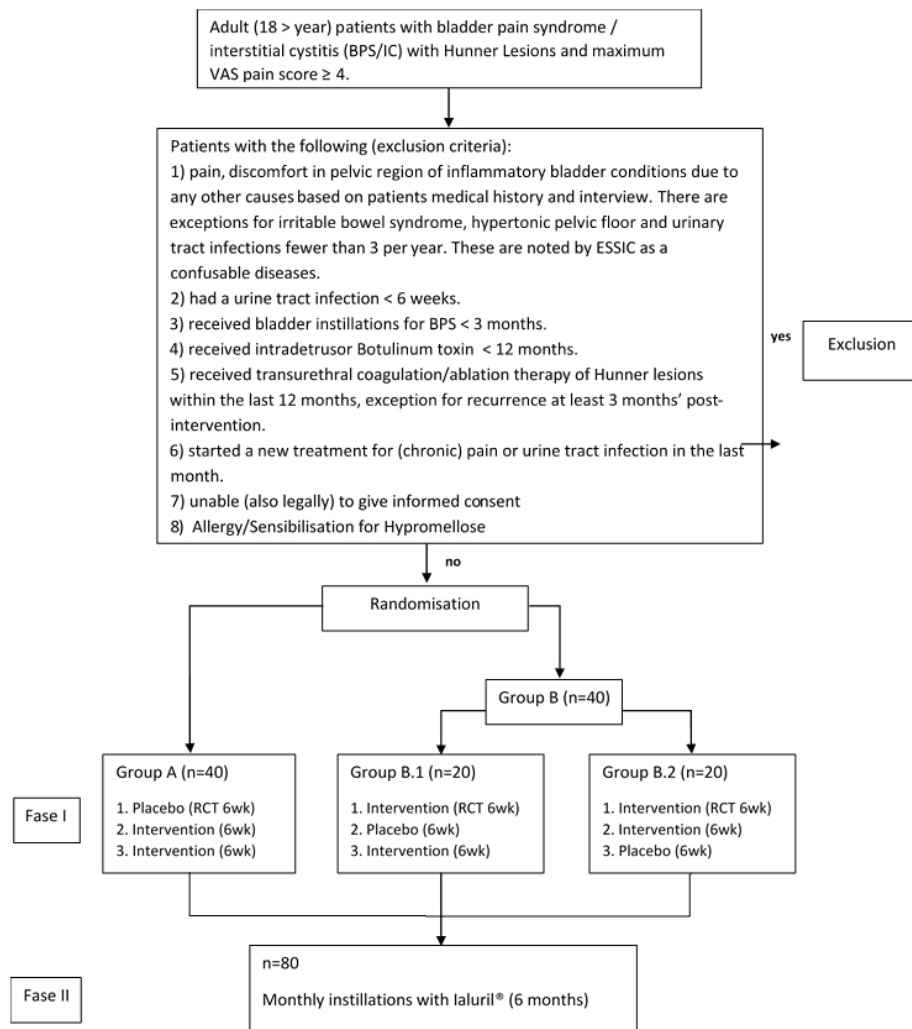 Adult (18 > year) patients with bladder pain syndrome /
interstitial cystitis (BPS/IC) with Hunner Lesions and maximum
VAS pain score ≥ 4.
Patients with the following (exclusion criteria):
1) pain, discomfort in pelvic region of inflammatory bladder conditions due to
any other causes based on patients medical history and interview. There are
exceptions for irritable bowel syndrome, hypertonic pelvic floor and urinary
tract infections fewer than 3 per year. These are noted by ESSIC as a
confusable diseases.
2) had a urine tract infection < 6 weeks.
3) received bladder instillations for BPS < 3 months.
4) received intradetrusor Botulinum toxin < 12 months.
5) received transurethral coagulation/ablation therapy of Hunner lesions
within the last 12 months, exception for recurrence at least 3 months’ post-
intervention.
6) started a new treatment for (chronic) pain or urine tract infection in the last
month.
7) unable (also legally) to give informed consent
8) Allergy/Sensibilisation for Hypromellose
yes
Exclusion
no
Randomisation
Group B (n=40)
Group A (n=40)
1. Placebo (RCT 6wk)
2. Intervention (6wk)
3. Intervention (6wk)
Group B.1 (n=20)
1. Intervention (RCT 6wk)
2. Placebo (6wk)
3. Intervention (6wk)
Group B.2 (n=20)
1. Intervention (RCT 6wk)
2. Intervention (6wk)
3. Placebo (6wk)
Fase I
n=80
Monthly instillations with Ialuril® (6 months)
Fase II